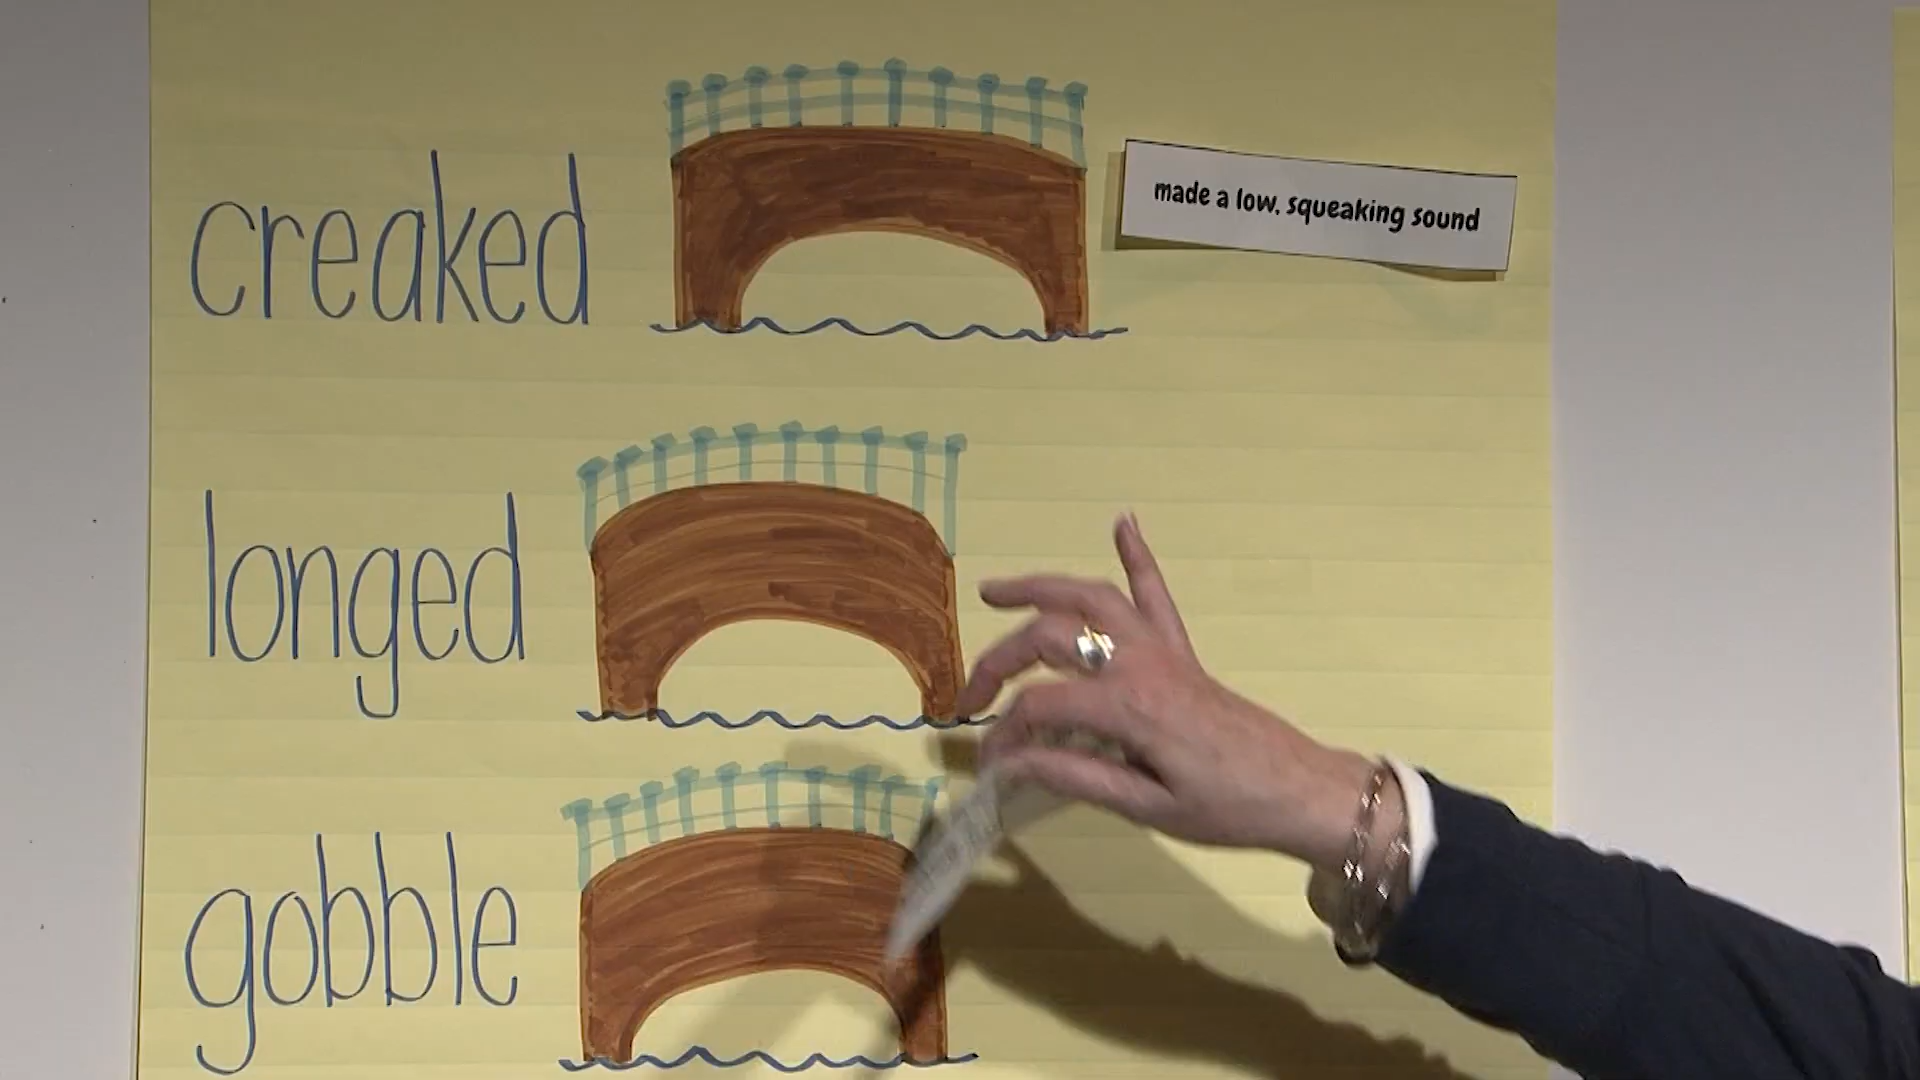 creaked
made a low, squeaking sound
longed
gobble